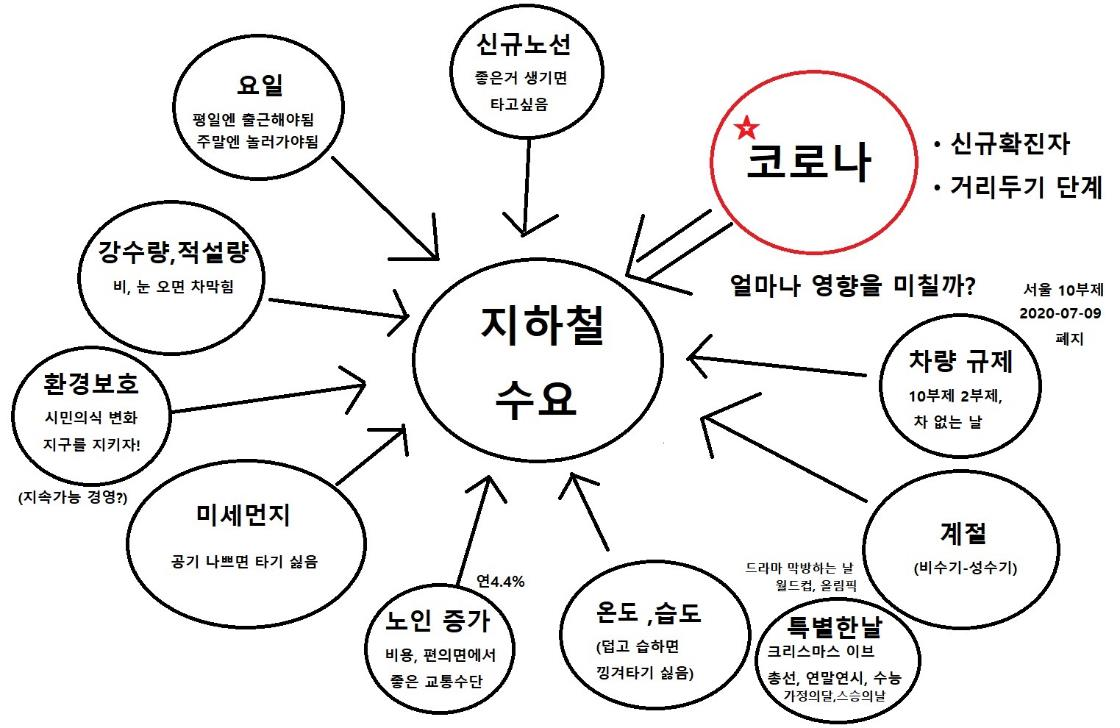 신규노선
좋은거 생기면
타고싶음
요일
평일엔 출근해야됨
주말엔 놀러가야됨
☆
코로나
• 신규확진자
• 거리두기 단계
얼마나 영향을 미칠까?
강수량,적설량
비, 눈 오면 차막힘
지하철
수요
서울 10부제
2020-07-09
폐지
차량 규제
10부제 2부제,
차 없는 날
환경보호
시민의식 변화
지구를 지키자!
(지속가능 경영?)
미세먼지
공기 나쁘면 타기 싫음
계절
(비수기-성수기)
연4.4%
노인 증가
비용, 편의면에서
좋은 교통수단
온도 ,습도
(덥고 습하면
낑겨타기 싫음)
드라마 막방하는 날
월드컵, 올림픽
특별한날
크리스마스 이브
총선, 연말연시, 수능
가정의달,스승의날